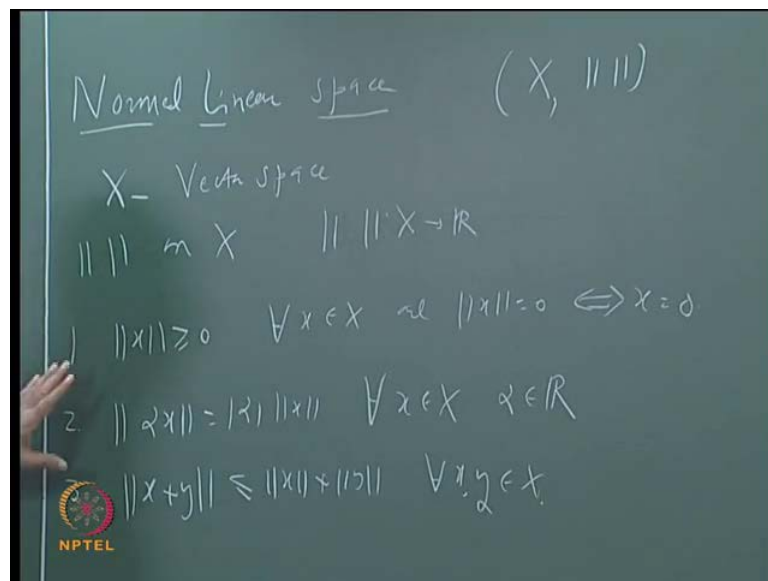 Normed Linear space (X, || ||)
X - Vector space
|| || on X || || : X → ℝ
1) ||x|| ≥ 0 ∀ x ∈ X and ||x|| = 0 ⟺ x = 0.
2. ||αx|| = |α| ||x|| ∀ x ∈ X α ∈ ℝ
||x + y|| ≤ ||x|| + ||y|| ∀ x, y ∈ X.
NPTEL